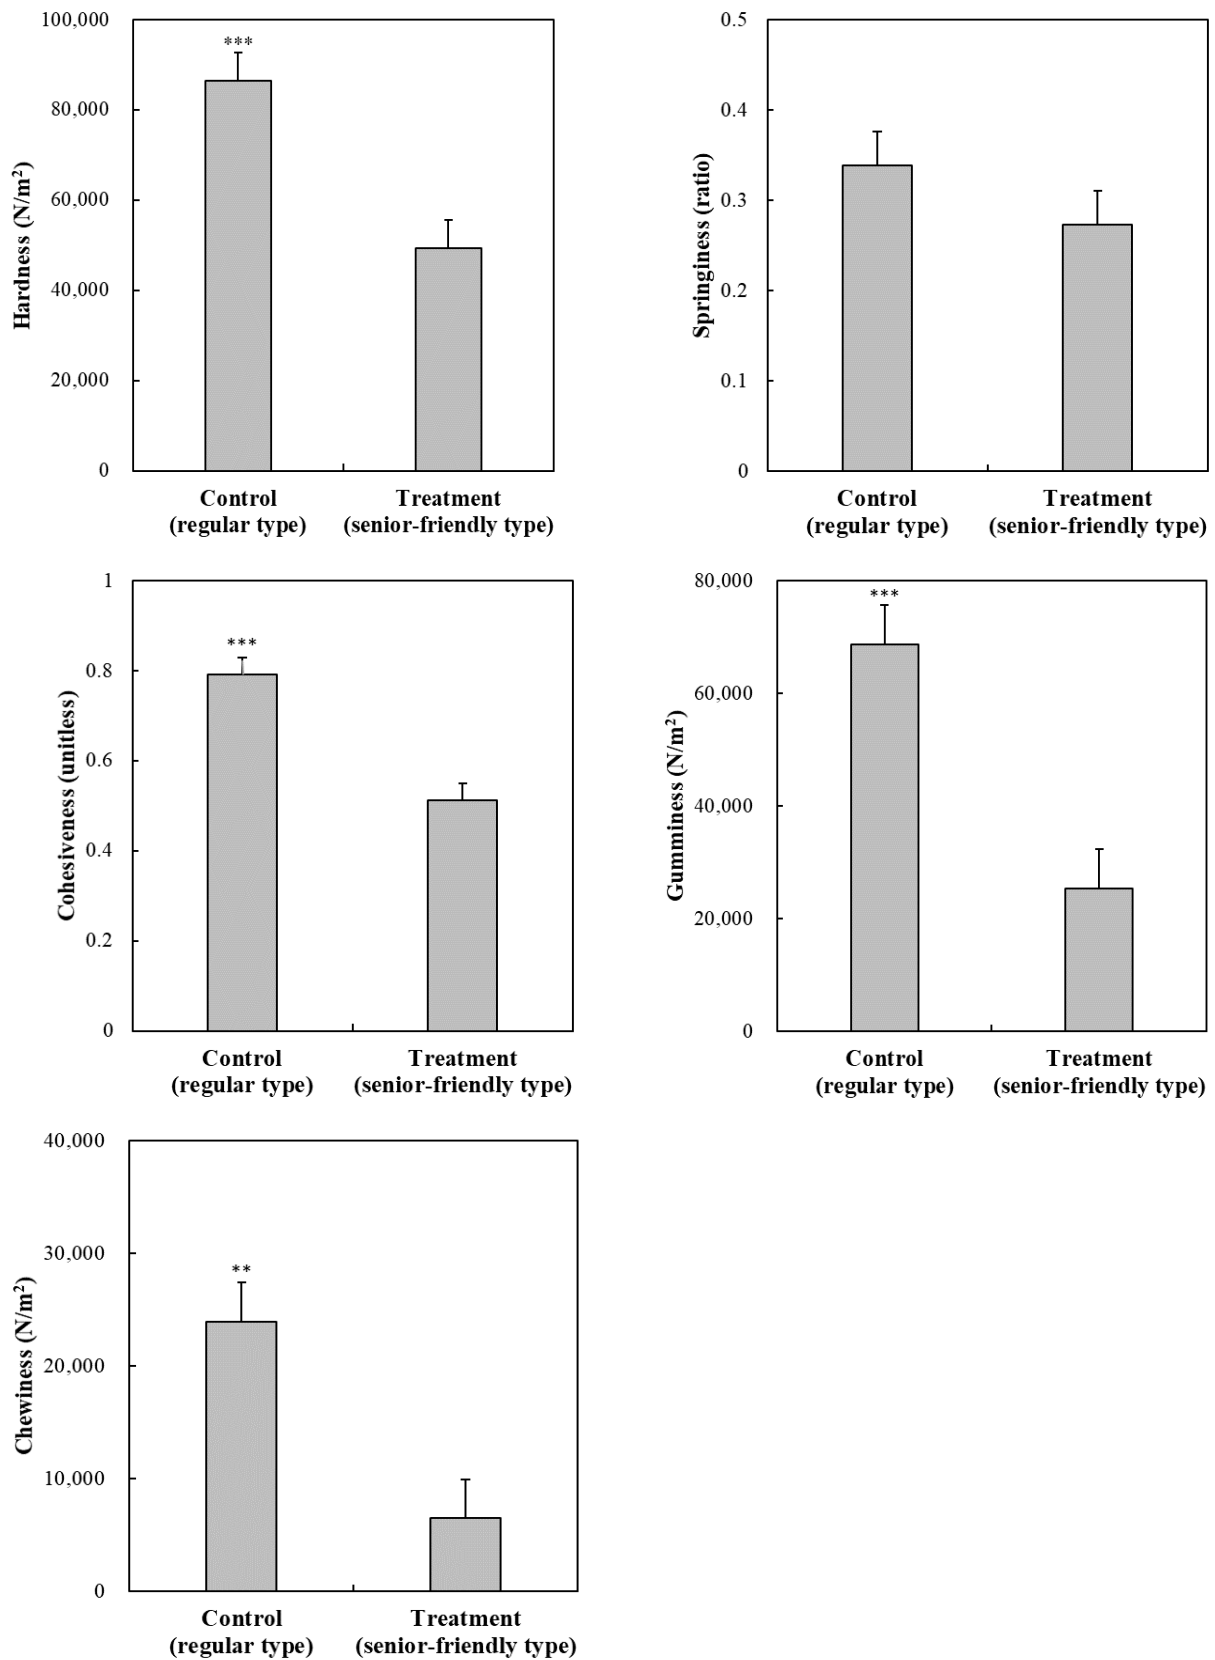 Hardness (N/m²)
100,000
80,000
60,000
40,000
20,000
0
***
Control
(regular type)
Treatment
(senior-friendly type)
Springiness (ratio)
0.5
0.4
0.3
0.2
0.1
0
Control
(regular type)
Treatment
(senior-friendly type)
Cohesiveness (unitless)
1
0.8
0.6
0.4
0.2
0
***
Control
(regular type)
Treatment
(senior-friendly type)
Gumminess (N/m²)
80,000
60,000
40,000
20,000
0
***
Control
(regular type)
Treatment
(senior-friendly type)
Chewiness (N/m²)
40,000
30,000
20,000
10,000
0
**
Control
(regular type)
Treatment
(senior-friendly type)